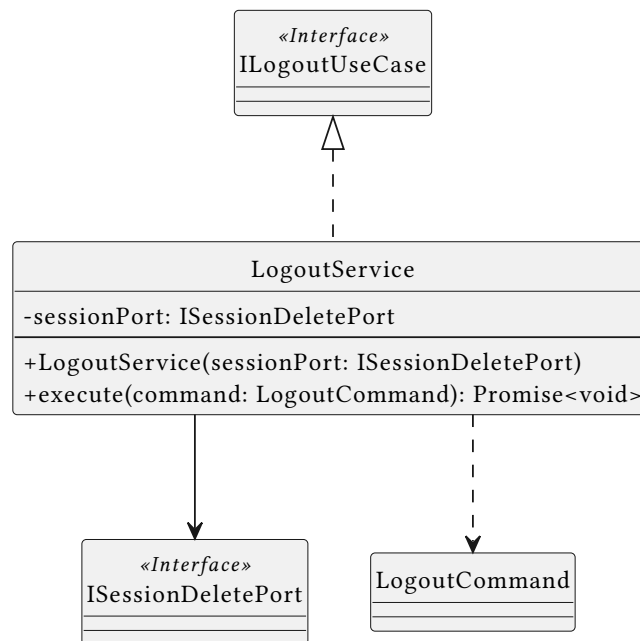 «Interface»
ILogoutUseCase
LogoutService
-sessionPort: ISessionDeletePort
+LogoutService(sessionPort: ISessionDeletePort)
+execute(command: LogoutCommand): Promise<void>
«Interface»
ISessionDeletePort
LogoutCommand